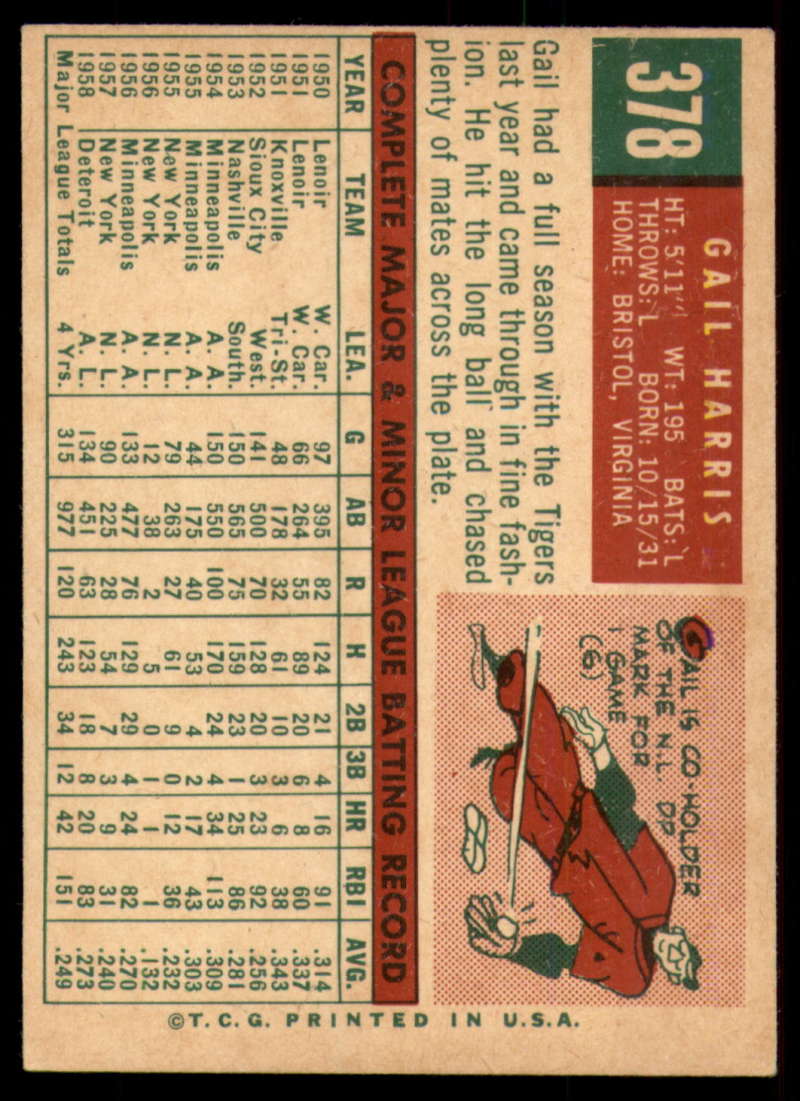 378
GAIL HARRIS
HT: 5'11" WT: 195 BATS: L
THROWS: L BORN: 10/15/31
HOME: BRISTOL, VIRGINIA
Gail had a full season with the Tigers
last year and came through in fine fash-
ion. He hit the long ball and chased
plenty of mates across the plate.
GAIL IS CO-HOLDER
OF THE N.L. DP
MARK FOR
1 GAME
(6)
COMPLETE MAJOR & MINOR LEAGUE BATTING RECORD
YEAR TEAM LEA. G AB R H 2B 3B HR RBI AVG.
1950 Lenoir W. Car. 97 395 82 124 21 4 16 91 .314
1951 Lenoir W. Car. 66 264 55 89 20 6 8 60 .337
1951 Knoxville Tri-St. 48 178 32 61 10 3 6 38 .343
1952 Sioux City West. 141 500 70 128 20 3 23 92 .256
1953 Nashville South. 150 565 75 159 23 1 25 86 .281
1954 Minneapolis A. A. 150 550 100 170 24 4 34 113 .309
1955 Minneapolis A. A. 44 175 40 53 4 2 17 43 .303
1955 New York N. L. 79 263 27 61 9 0 12 36 .232
1956 New York N. L. 12 38 2 5 0 1 1 1 .132
1956 Minneapolis A. A. 133 477 76 129 29 4 24 82 .270
1957 New York N. L. 90 225 28 54 7 3 9 31 .240
1958 Detroit A. L. 134 451 63 123 18 8 20 83 .273
Major League Totals 4 Yrs. 315 977 120 243 34 12 42 151 .249
©T.C.G. PRINTED IN U.S.A.